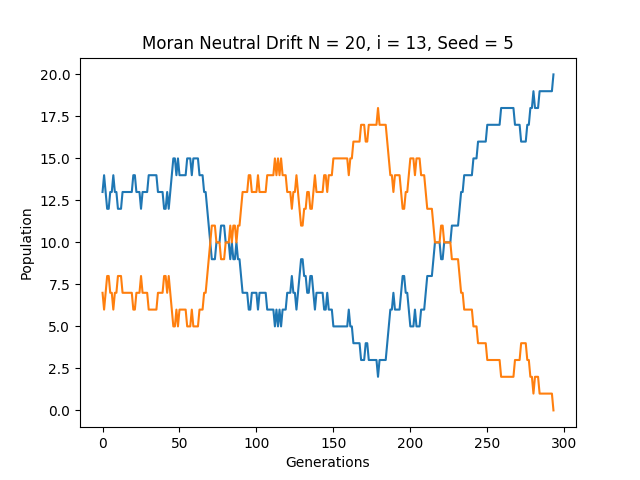 Moran Neutral Drift N = 20, i = 13, Seed = 5
20.0
17.5
15.0
12.5
10.0
7.5
5.0
2.5
0.0
Population
0 50 100 150 200 250 300
Generations